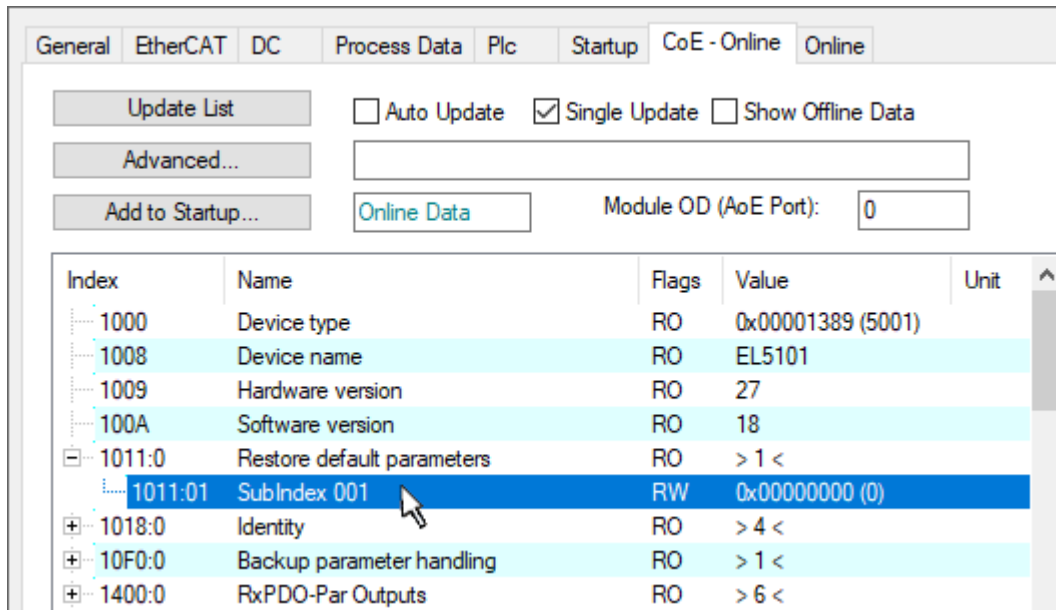 General EtherCAT DC Process Data Plc Startup CoE - Online Online
Update List Auto Update Single Update Show Offline Data
Advanced...
Add to Startup... Online Data Module OD (AoE Port): 0
Index Name Flags Value Unit
1000 Device type RO 0x00001389 (5001)
1008 Device name RO EL5101
1009 Hardware version RO 27
100A Software version RO 18
1011:0 Restore default parameters RO > 1 <
1011:01 SubIndex 001 RW 0x00000000 (0)
1018:0 Identity RO > 4 <
10F0:0 Backup parameter handling RO > 1 <
1400:0 RxPDO-Par Outputs RO > 6 <